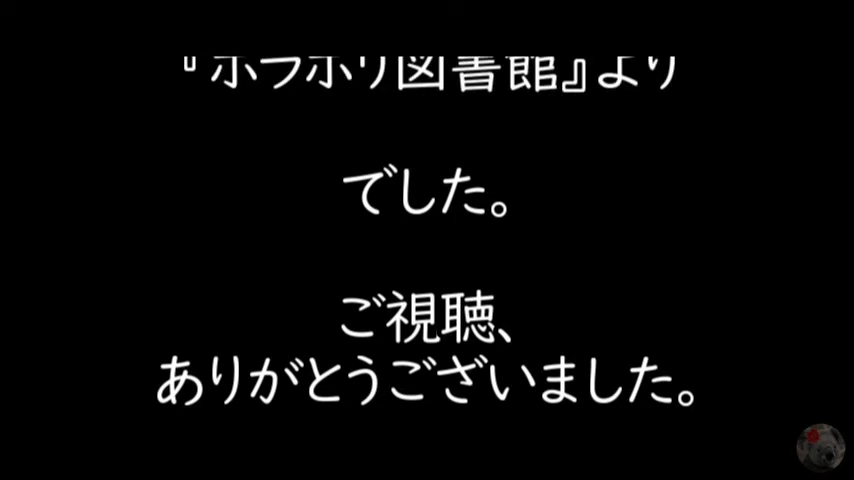 『ホラホリ図書館』より
でした。
ご視聴、
ありがとうございました。